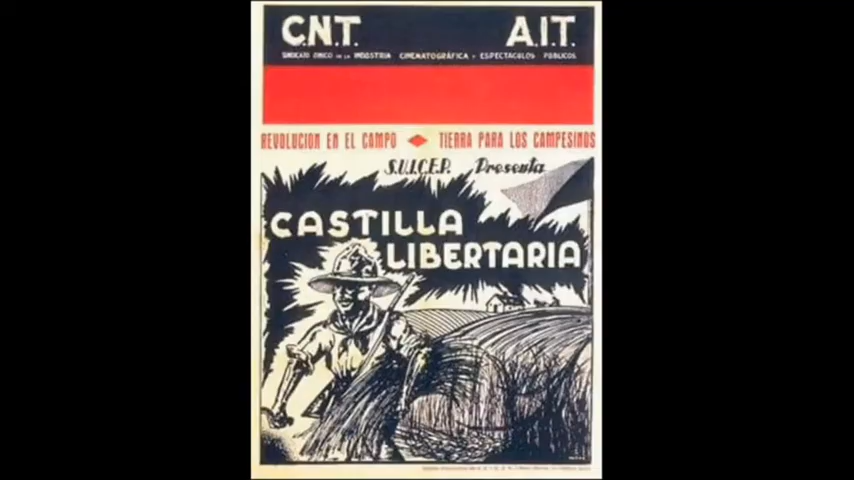 C.N.T. A.I.T.
SINDICATO ÚNICO DE LA INDUSTRIA CINEMATOGRÁFICA Y ESPECTÁCULOS PÚBLICOS
REVOLUCION EN EL CAMPO TIERRA PARA LOS CAMPESINOS
S.U.I.C.E.P. Presenta
CASTILLA
LIBERTARIA